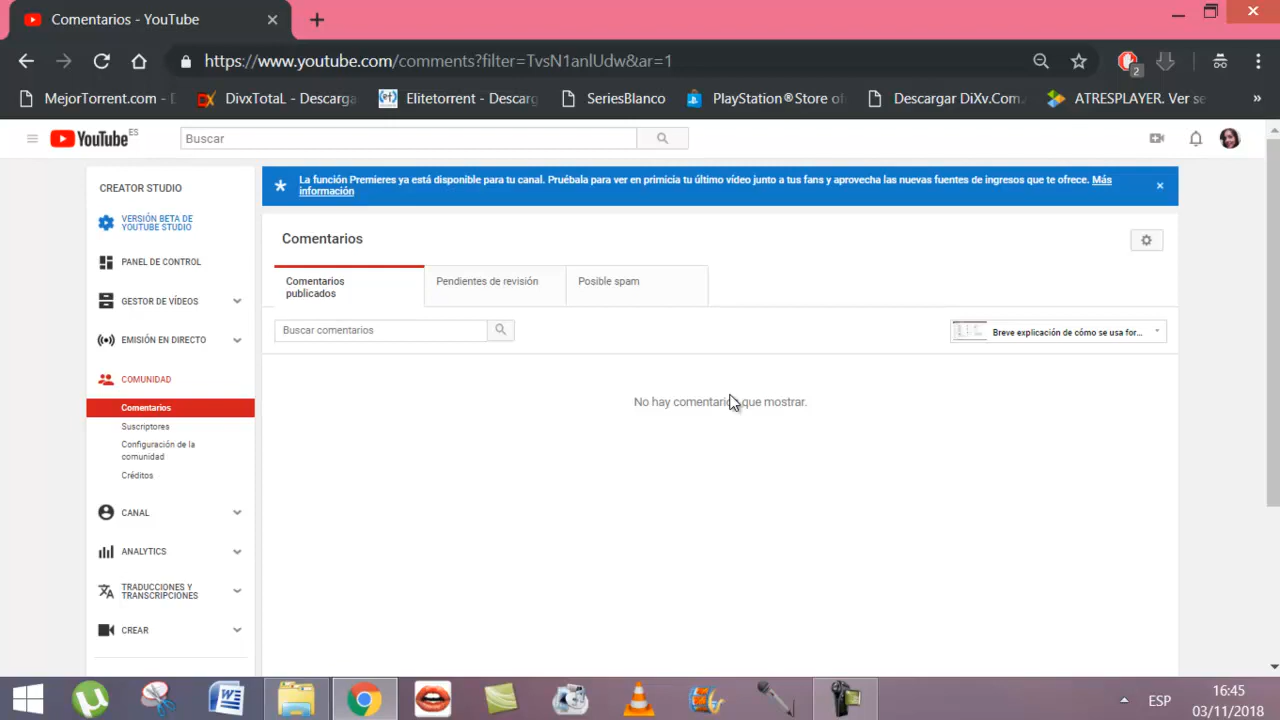 Comentarios - YouTube
https://www.youtube.com/comments?filter=TvsN1anlUdw&ar=1
2
MejorTorrent.com - D
DivxTotaL - Descarga
Elitetorrent - Descarg
SeriesBlanco
PlayStation®Store of
Descargar DiXv.Com
ATRESPLAYER. Ver se
»
YouTube ES
Buscar
CREATOR STUDIO
VERSIÓN BETA DE
YOUTUBE STUDIO
PANEL DE CONTROL
GESTOR DE VÍDEOS
EMISIÓN EN DIRECTO
COMUNIDAD
Comentarios
Suscriptores
Configuración de la
comunidad
Créditos
CANAL
ANALYTICS
TRADUCCIONES Y
TRANSCRIPCIONES
CREAR
La función Premieres ya está disponible para tu canal. Pruébala para ver en primicia tu último vídeo junto a tus fans y aprovecha las nuevas fuentes de ingresos que te ofrece. Más
información
Comentarios
Comentarios
publicados
Pendientes de revisión
Posible spam
Buscar comentarios
Breve explicación de cómo se usa for...
No hay comentarios que mostrar.
ESP
16:45
03/11/2018